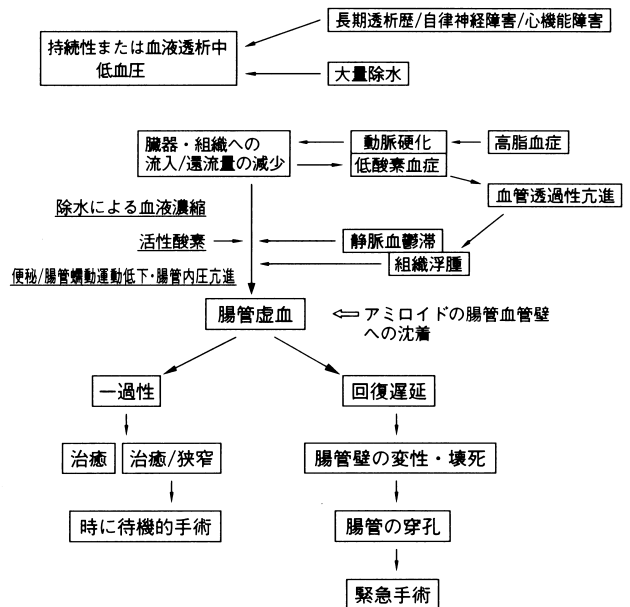 長期透析歴/自律神経障害/心機能障害
持続性または血液透析中
低血圧
大量除水
臓器・組織への
流入/還流量の減少
動脈硬化
低酸素血症
高脂血症
血管透過性亢進
除水による血液濃縮
活性酸素
静脈血鬱滞
組織浮腫
便秘/腸管蠕動運動低下・腸管内圧亢進
腸管虚血
アミロイドの腸管血管壁
への沈着
一過性
回復遅延
治癒
治癒/狭窄
腸管壁の変性・壊死
時に待機的手術
腸管の穿孔
緊急手術